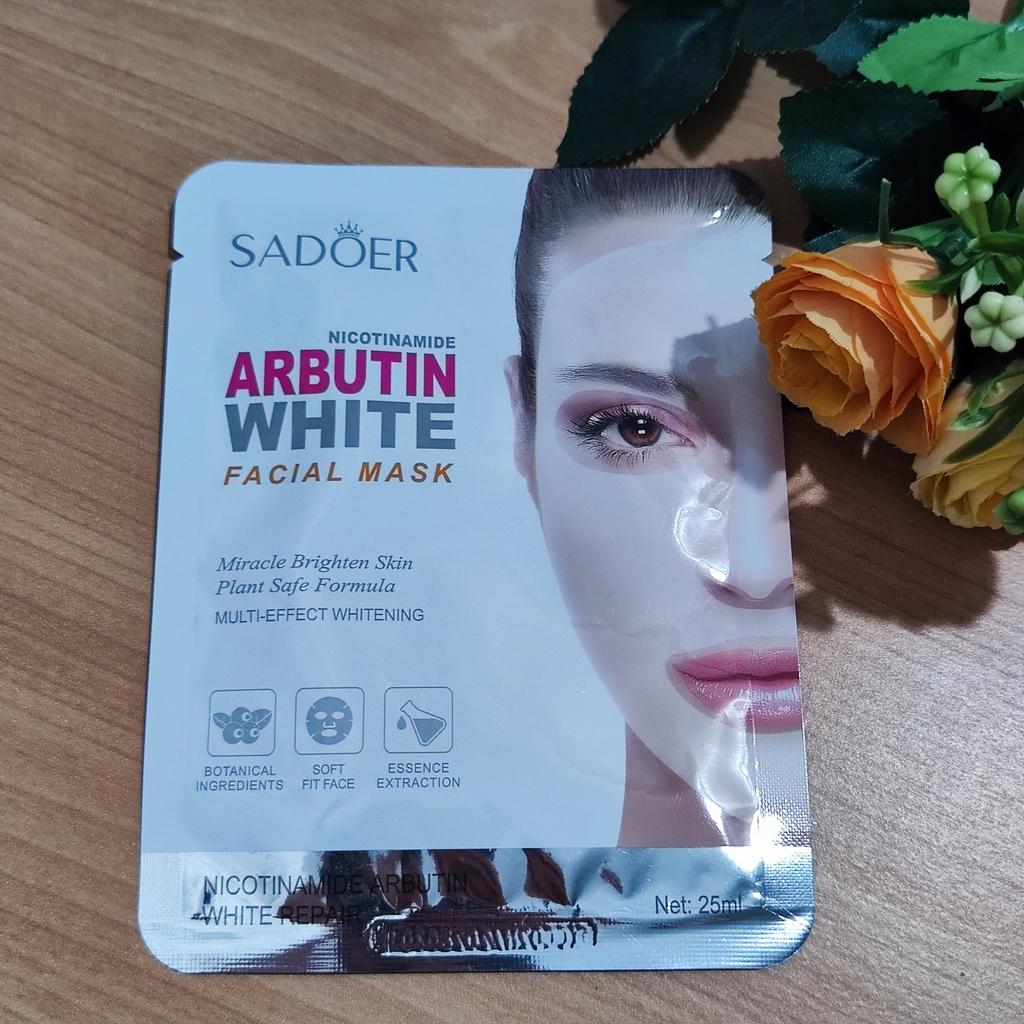 SADOER
NICOTINAMIDE
ARBUTIN
WHITE
FACIAL MASK
Miracle Brighten Skin
Plant Safe Formula
MULTI-EFFECT WHITENING
BOTANICAL
INGREDIENTS
SOFT
FIT FACE
ESSENCE
EXTRACTION
NICOTINAMIDE ARBUTIN
WHITE REPAIR
Net: 25ml